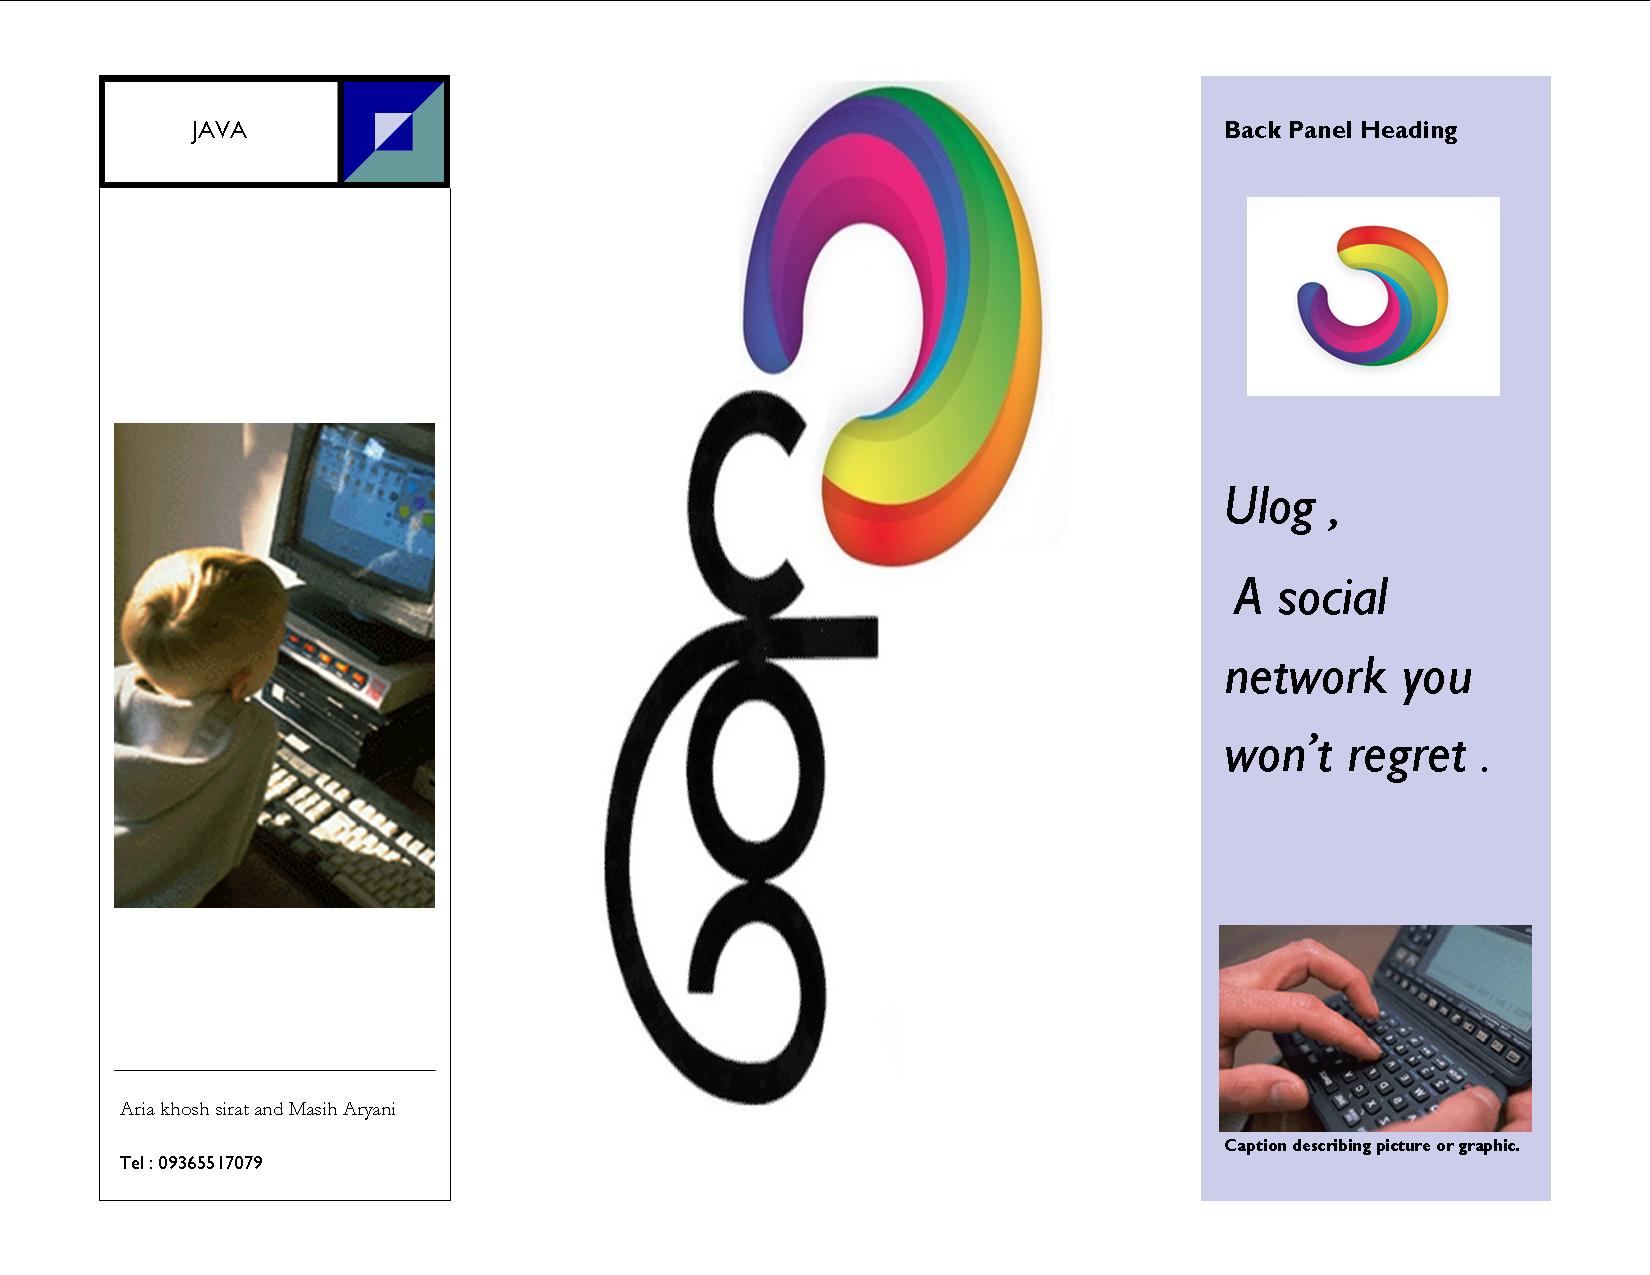 JAVA
Aria khosh sirat and Masih Aryani
Tel : 09365517079
ulog
Back Panel Heading
Ulog ,
A social
network you
won’t regret .
Caption describing picture or graphic.